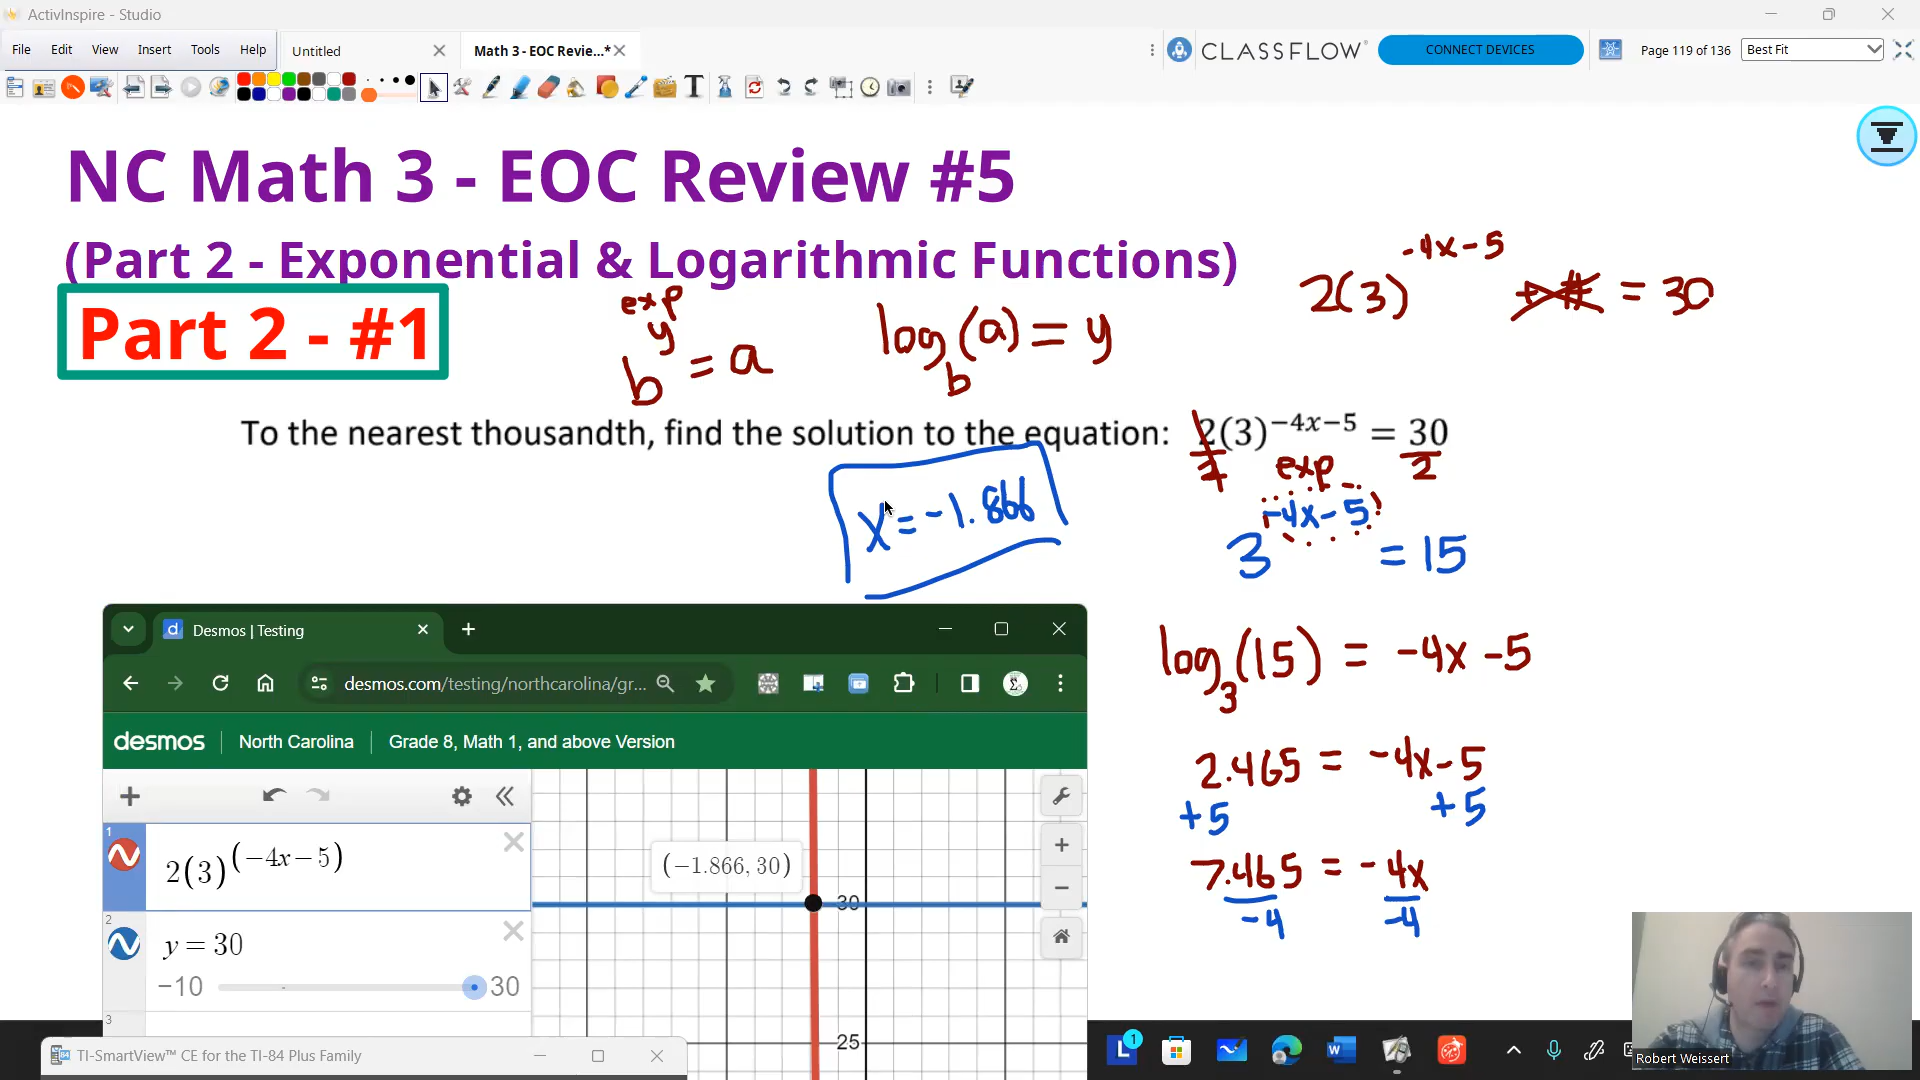 ActivInspire - Studio
File Edit View Insert Tools Help
Untitled
Math 3 - EOC Revie...*
CLASSFLOW
CONNECT DEVICES
Page 119 of 136
Best Fit
NC Math 3 - EOC Review #5
(Part 2 - Exponential & Logarithmic Functions)
Part 2 - #1
exp
b^y = a
log_b(a) = y
2(3)^-4x-5 + # = 30
To the nearest thousandth, find the solution to the equation: 2(3)^−4x−5 = 30
2 2
exp
x = -1.866
3^-4x-5 = 15
log_3(15) = -4x -5
2.465 = -4x -5
+5 +5
7.465 = -4x
-4 -4
Desmos | Testing
desmos.com/testing/northcarolina/gr...
desmos North Carolina Grade 8, Math 1, and above Version
1
2(3)^(−4x−5)
2
y = 30
−10 30
3
(−1.866, 30)
30
25
TI-SmartView™ CE for the TI-84 Plus Family
L 1
W
Robert Weissert